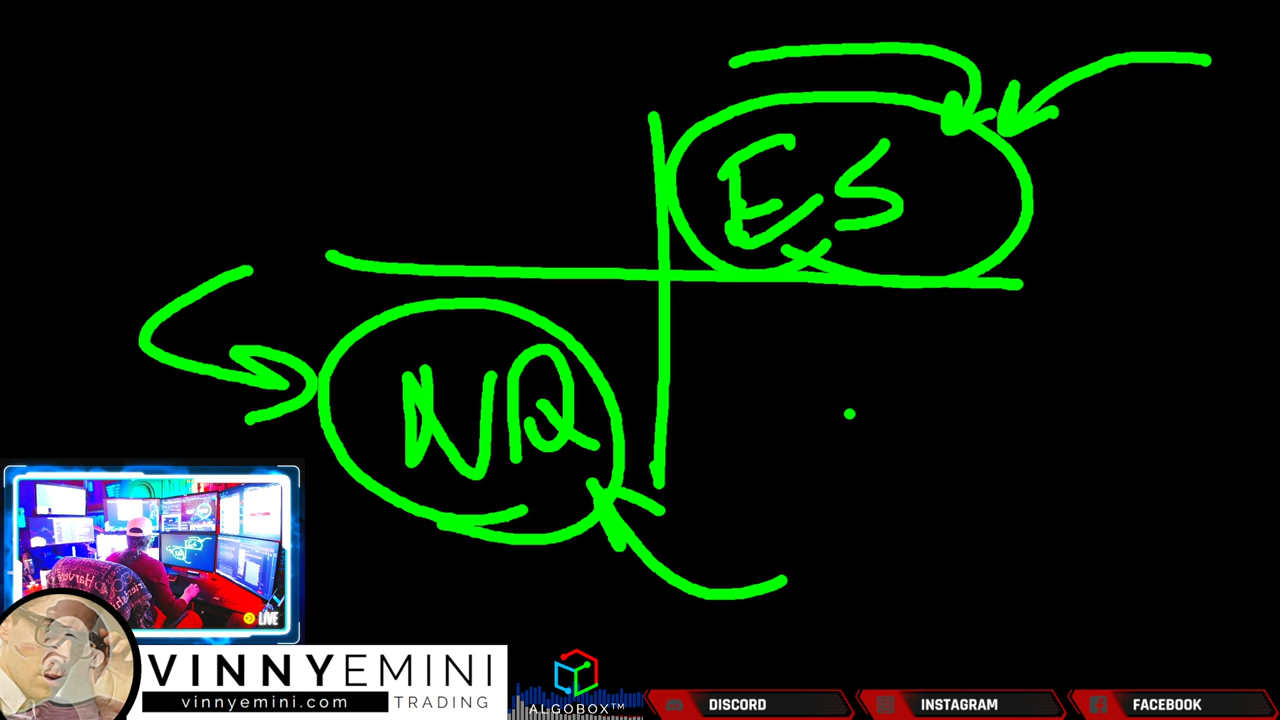 ES
NQ
LIVE
VINNYEMINI
vinnyemini.com TRADING
ALGOBOX™
DISCORD
INSTAGRAM
FACEBOOK